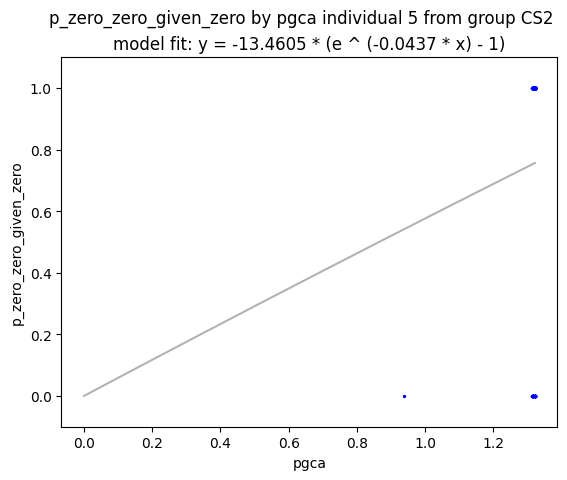 p_zero_zero_given_zero by pgca individual 5 from group CS2
model fit: y = -13.4605 * (e ^ (-0.0437 * x) - 1)
1.0
0.8
0.6
0.4
0.2
0.0
p_zero_zero_given_zero
0.0 0.2 0.4 0.6 0.8 1.0 1.2
pgca